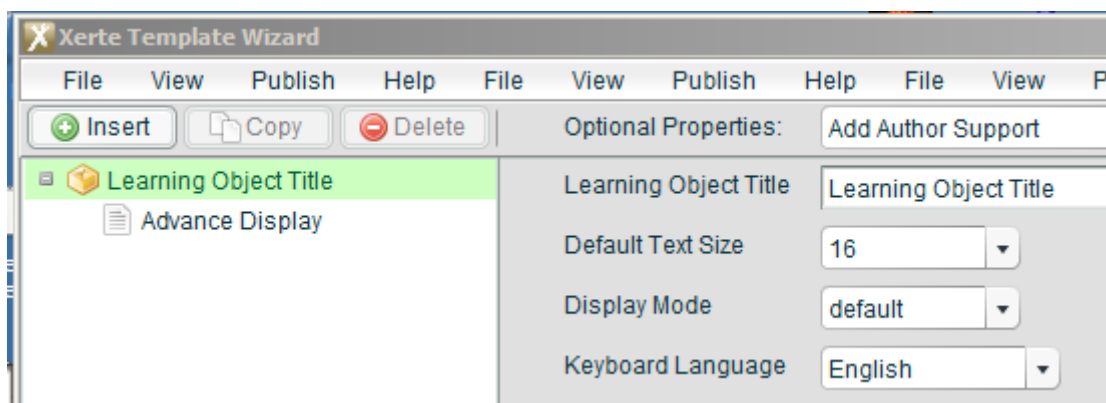 Xerte Template Wizard
File View Publish Help File View Publish Help File View P
Insert Copy Delete Optional Properties: Add Author Support
Learning Object Title Learning Object Title Learning Object Title
Advance Display Default Text Size 16
Display Mode default
Keyboard Language English